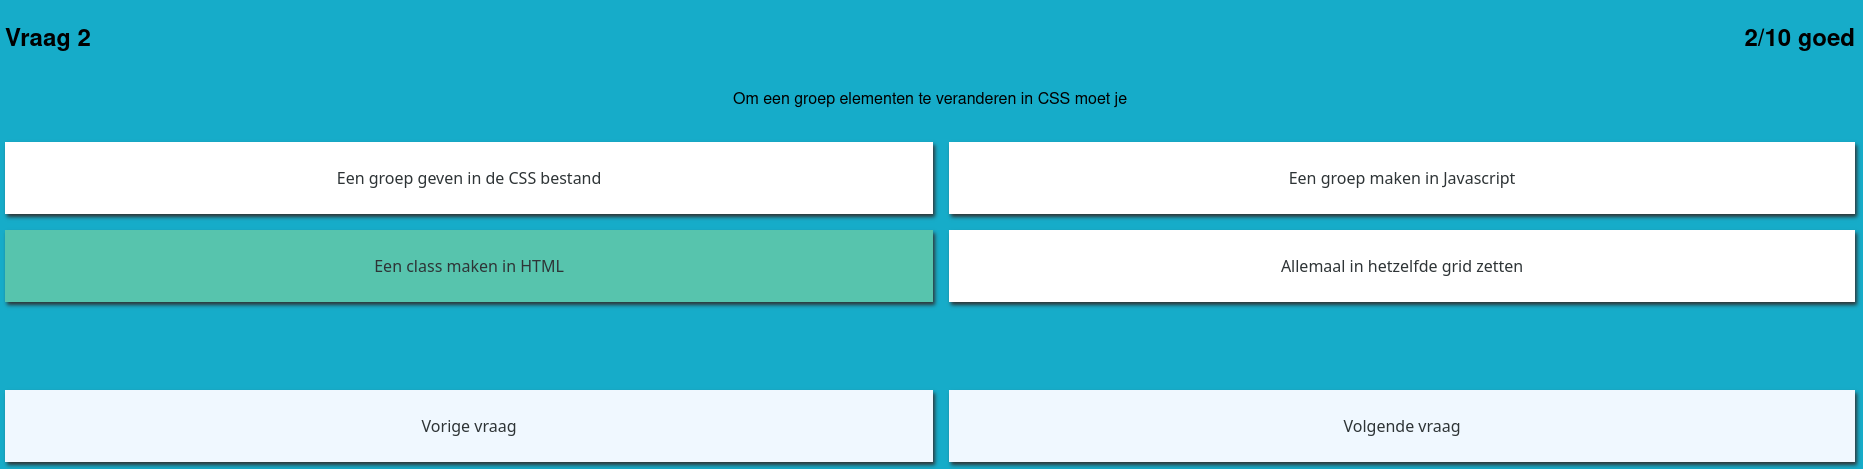 Vraag 2
2/10 goed
Om een groep elementen te veranderen in CSS moet je
Een groep geven in de CSS bestand
Een groep maken in Javascript
Een class maken in HTML
Allemaal in hetzelfde grid zetten
Vorige vraag
Volgende vraag